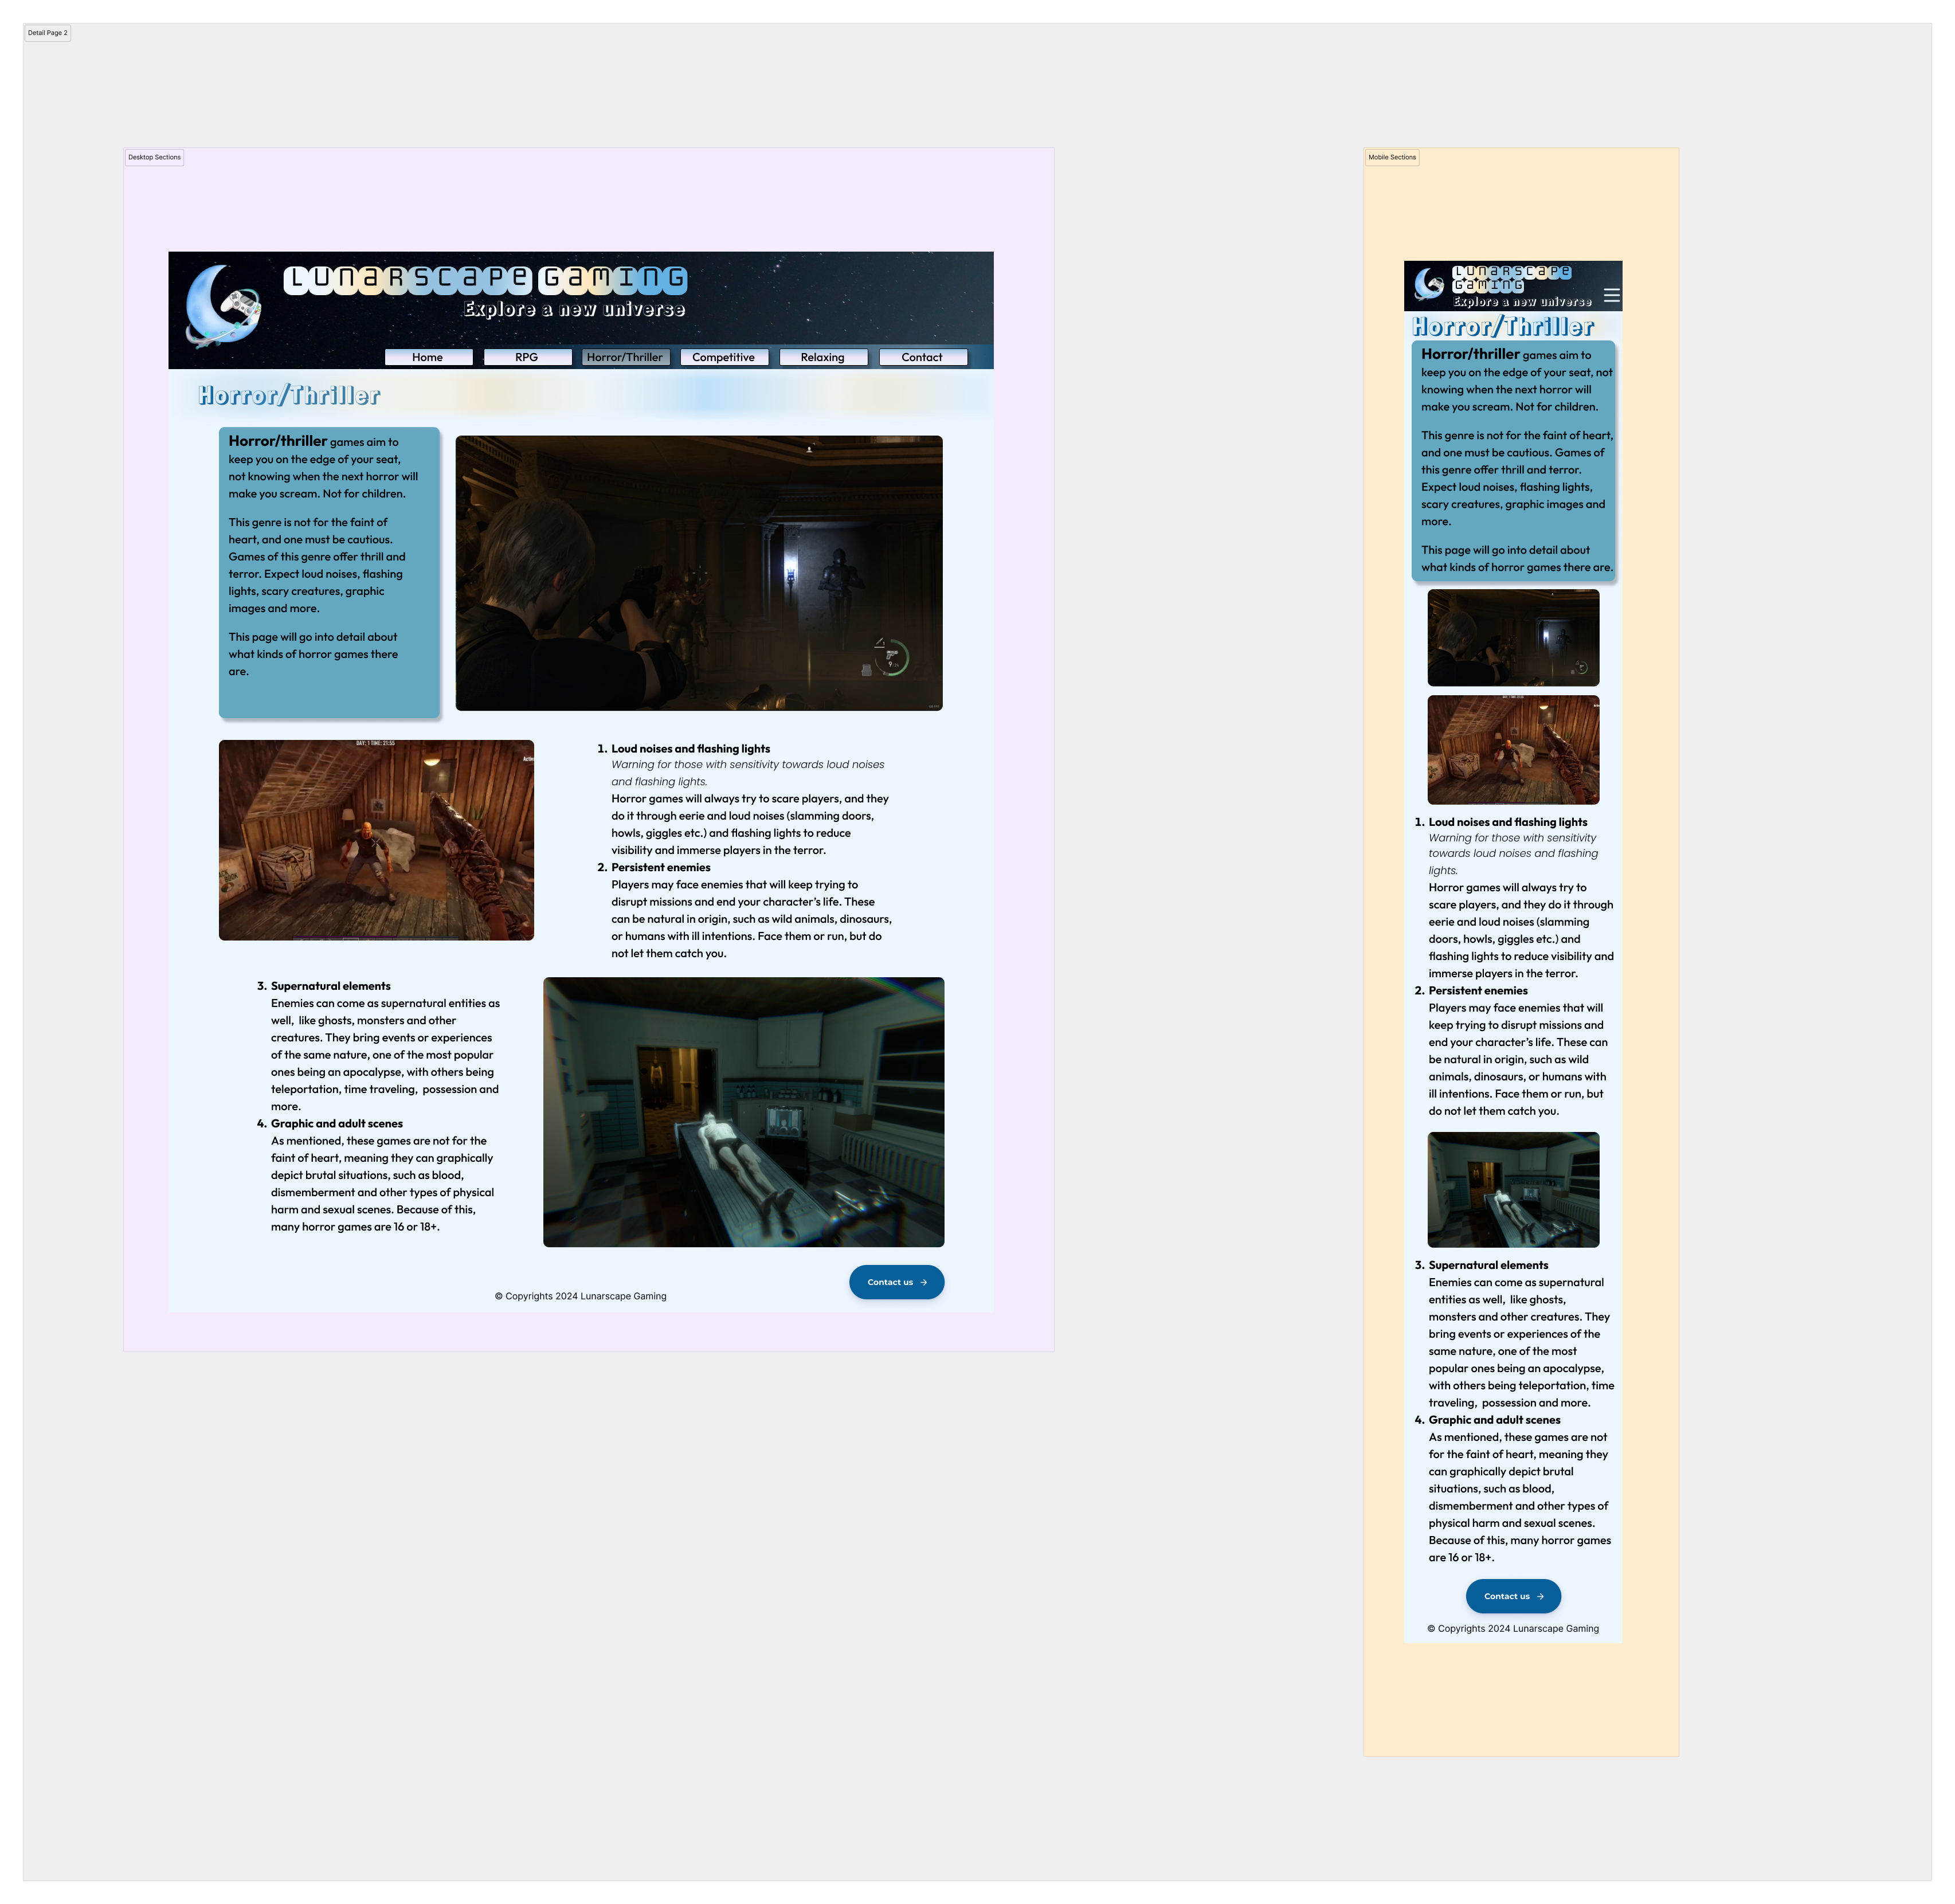 Detail Page 2
Desktop Sections
LUNARSCAPE GAMING
Explore a new universe
Home
RPG
Horror/Thriller
Competitive
Relaxing
Contact
Horror/Thriller
Horror/thriller games aim to
keep you on the edge of your seat,
not knowing when the next horror will
make you scream. Not for children.
This genre is not for the faint of
heart, and one must be cautious.
Games of this genre offer thrill and
terror. Expect loud noises, flashing
lights, scary creatures, graphic
images and more.
This page will go into detail about
what kinds of horror games there
are.
9
DAY: 1 TIME: 21:55
1. Loud noises and flashing lights
Warning for those with sensitivity towards loud noises
and flashing lights.
Horror games will always try to scare players, and they
do it through eerie and loud noises (slamming doors,
howls, giggles etc.) and flashing lights to reduce
visibility and immerse players in the terror.
2. Persistent enemies
Players may face enemies that will keep trying to
disrupt missions and end your character’s life. These
can be natural in origin, such as wild animals, dinosaurs,
or humans with ill intentions. Face them or run, but do
not let them catch you.
3. Supernatural elements
Enemies can come as supernatural entities as
well,  like ghosts, monsters and other
creatures. They bring events or experiences
of the same nature, one of the most popular
ones being an apocalypse, with others being
teleportation, time traveling,  possession and
more.
4. Graphic and adult scenes
As mentioned, these games are not for the
faint of heart, meaning they can graphically
depict brutal situations, such as blood,
dismemberment and other types of physical
harm and sexual scenes. Because of this,
many horror games are 16 or 18+.
Contact us →
© Copyrights 2024 Lunarscape Gaming
Mobile Sections
LUNARSCAPE
GAMING
Explore a new universe
Horror/Thriller
Horror/thriller games aim to
keep you on the edge of your seat, not
knowing when the next horror will
make you scream. Not for children.
This genre is not for the faint of heart,
and one must be cautious. Games of
this genre offer thrill and terror.
Expect loud noises, flashing lights,
scary creatures, graphic images and
more.
This page will go into detail about
what kinds of horror games there are.
1. Loud noises and flashing lights
Warning for those with sensitivity
towards loud noises and flashing
lights.
Horror games will always try to
scare players, and they do it through
eerie and loud noises (slamming
doors, howls, giggles etc.) and
flashing lights to reduce visibility and
immerse players in the terror.
2. Persistent enemies
Players may face enemies that will
keep trying to disrupt missions and
end your character’s life. These can
be natural in origin, such as wild
animals, dinosaurs, or humans with
ill intentions. Face them or run, but
do not let them catch you.
3. Supernatural elements
Enemies can come as supernatural
entities as well,  like ghosts,
monsters and other creatures. They
bring events or experiences of the
same nature, one of the most
popular ones being an apocalypse,
with others being teleportation, time
traveling,  possession and more.
4. Graphic and adult scenes
As mentioned, these games are not
for the faint of heart, meaning they
can graphically depict brutal
situations, such as blood,
dismemberment and other types of
physical harm and sexual scenes.
Because of this, many horror games
are 16 or 18+.
Contact us →
© Copyrights 2024 Lunarscape Gaming